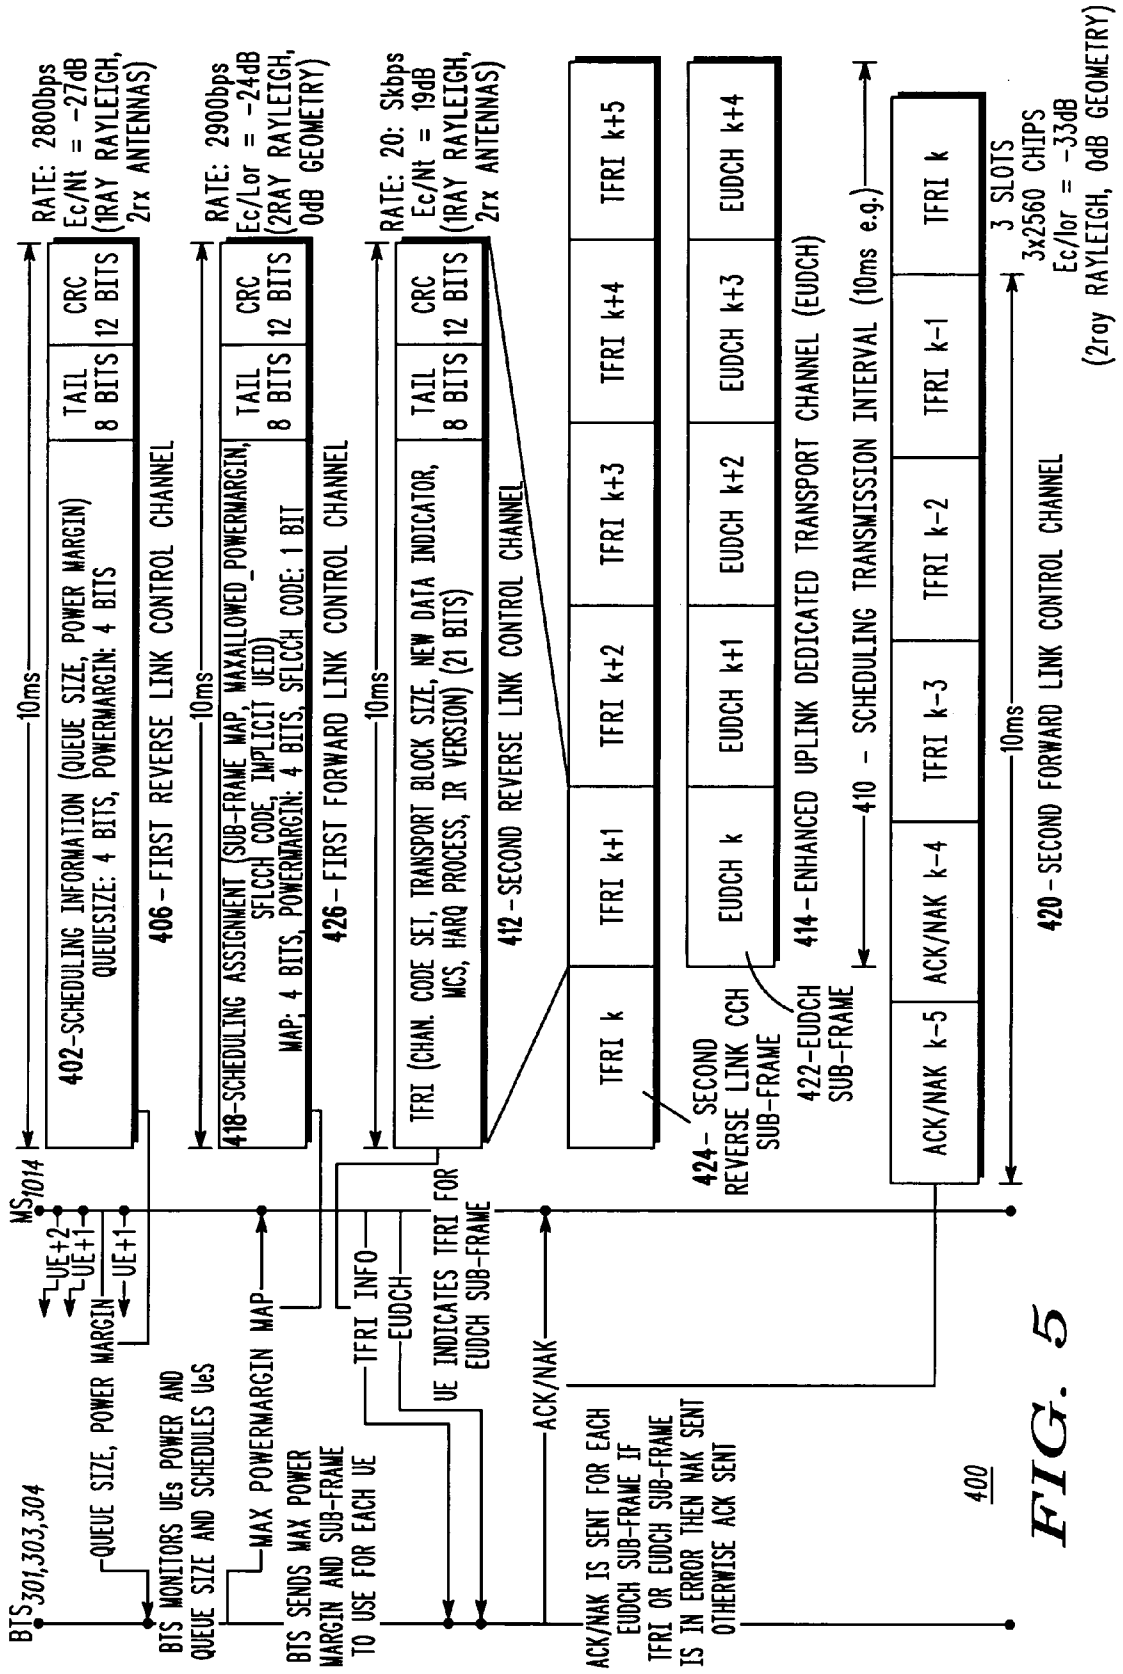 BTS 301,303,304
MS 1014
UE+2
UE+1
UE+1
QUEUE SIZE, POWER MARGIN
BTS MONITORS UEs POWER AND
QUEUE SIZE AND SCHEDULES UeS
MAX POWERMARGIN MAP
BTS SENDS MAX POWER
MARGIN AND SUB-FRAME
TO USE FOR EACH UE
TFRI INFO
EUDCH
UE INDICATES TFRI FOR
EUDCH SUB-FRAME
ACK/NAK
ACK/NAK IS SENT FOR EACH
EUDCH SUB-FRAME IF
TFRI OR EUDCH SUB-FRAME
IS IN ERROR THEN NAK SENT
OTHERWISE ACK SENT
10ms
402-SCHEDULING INFORMATION (QUEUE SIZE, POWER MARGIN)
QUEUESIZE: 4 BITS, POWERMARGIN: 4 BITS
TAIL
8 BITS
CRC
12 BITS
RATE: 2800bps
Ec/Nt = -27dB
(1RAY RAYLEIGH,
2rx ANTENNAS)
406-FIRST REVERSE LINK CONTROL CHANNEL
10ms
418-SCHEDULING ASSIGNMENT (SUB-FRAME MAP, MAXALLOWED_POWERMARGIN,
SFLCCH CODE, IMPLICIT UEID)
MAP: 4 BITS, POWERMARGIN: 4 BITS, SFLCCH CODE: 1 BIT
TAIL
8 BITS
CRC
12 BITS
RATE: 2900bps
Ec/Lor = -24dB
(2RAY RAYLEIGH,
0dB GEOMETRY)
426-FIRST FORWARD LINK CONTROL CHANNEL
10ms
TFRI (CHAN. CODE SET, TRANSPORT BLOCK SIZE, NEW DATA INDICATOR,
MCS, HARQ PROCESS, IR VERSION) (21 BITS)
TAIL
8 BITS
CRC
12 BITS
RATE: 20: Skbps
Ec/Nt = 19dB
(1RAY RAYLEIGH,
2rx ANTENNAS)
412-SECOND REVERSE LINK CONTROL CHANNEL
TFRI k
TFRI k+1
TFRI k+2
TFRI k+3
TFRI k+4
TFRI k+5
424- SECOND
REVERSE LINK CCH
SUB-FRAME
EUDCH k
EUDCH k+1
EUDCH k+2
EUDCH k+3
EUDCH k+4
422-EUDCH
SUB-FRAME
414-ENHANCED UPLINK DEDICATED TRANSPORT CHANNEL (EUDCH)
410 - SCHEDULING TRANSMISSION INTERVAL (10ms e.g.)
ACK/NAK k-5
ACK/NAK k-4
TFRI k-3
TFRI k-2
TFRI k-1
TFRI k
10ms
3 SLOTS
3x2560 CHIPS
Ec/lor = -33dB
(2ray RAYLEIGH, 0dB GEOMETRY)
420-SECOND FORWARD LINK CONTROL CHANNEL
400
FIG. 5